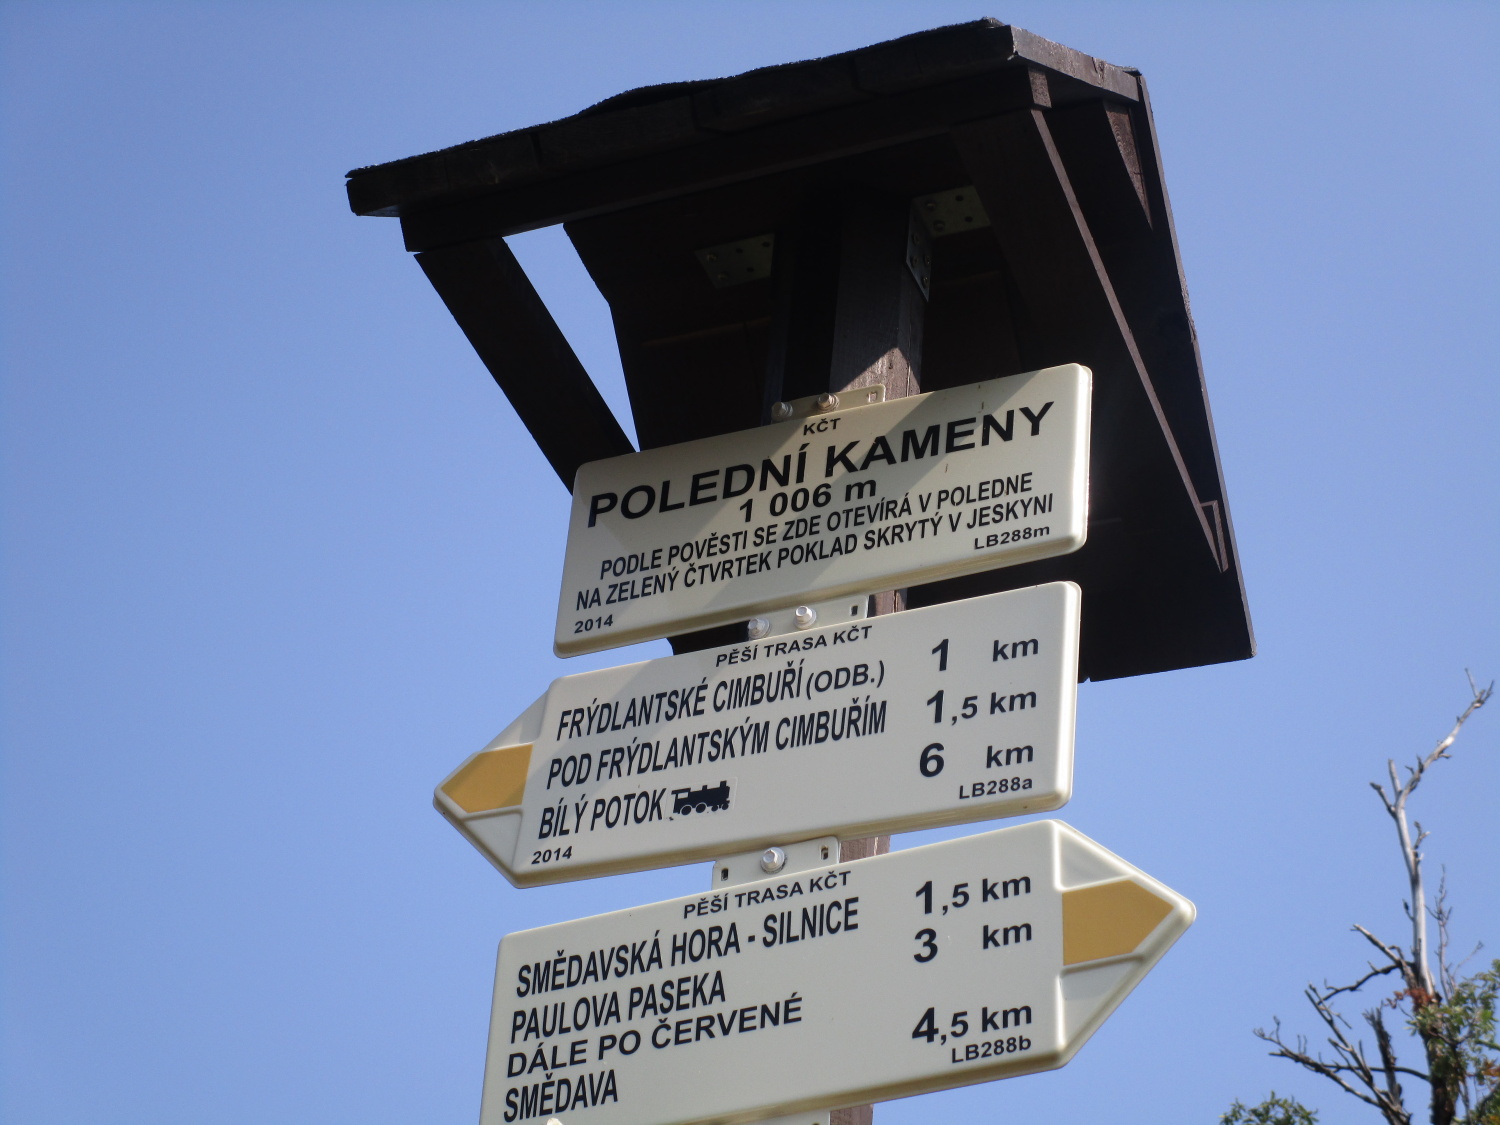 KČT
POLEDNÍ KAMENY
1 006 m
PODLE POVĚSTI SE ZDE OTEVÍRÁ V POLEDNE
NA ZELENÝ ČTVRTEK POKLAD SKRYTÝ V JESKYNI
2014 LB288m
PĚŠÍ TRASA KČT
FRÝDLANTSKÉ CIMBUŘÍ (ODB.) 1 km
POD FRÝDLANTSKÝM CIMBUŘÍM 1,5 km
BÍLÝ POTOK 6 km
2014 LB288a
PĚŠÍ TRASA KČT
SMĚDAVSKÁ HORA - SILNICE 1,5 km
PAULOVA PASEKA 3 km
DÁLE PO ČERVENÉ
SMĚDAVA 4,5 km
LB288b